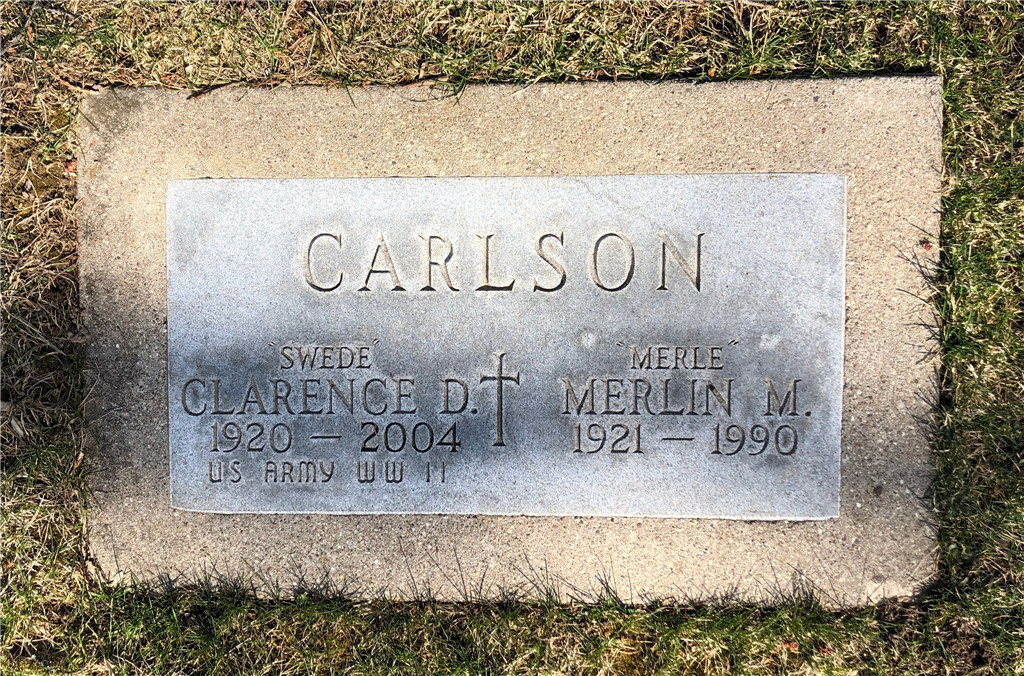 CARLSON
"SWEDE"
CLARENCE D.
1920 — 2004
US ARMY WW II
"MERLE"
MERLIN M.
1921 — 1990